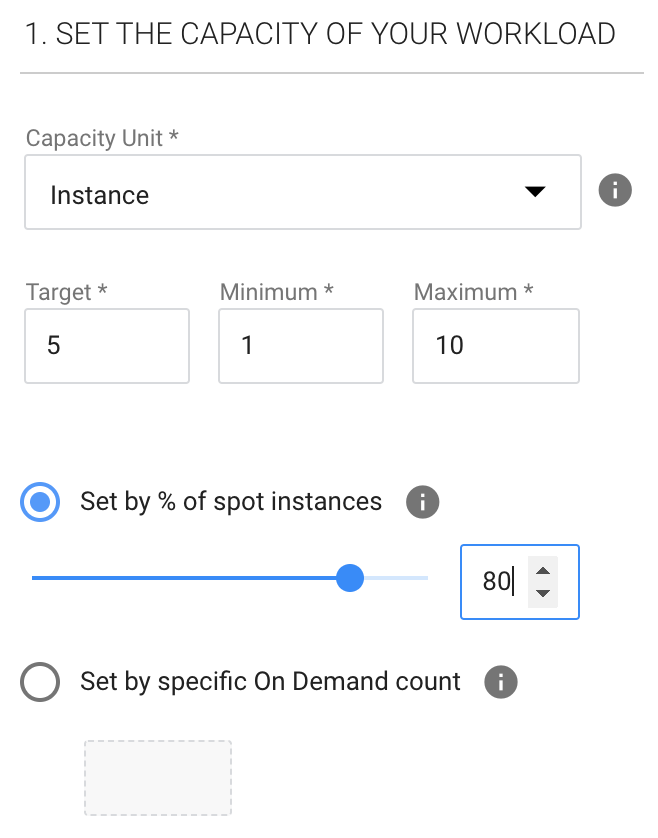 1. SET THE CAPACITY OF YOUR WORKLOAD
Capacity Unit *
Instance
Target * Minimum * Maximum *
5 1 10
Set by % of spot instances
80
Set by specific On Demand count